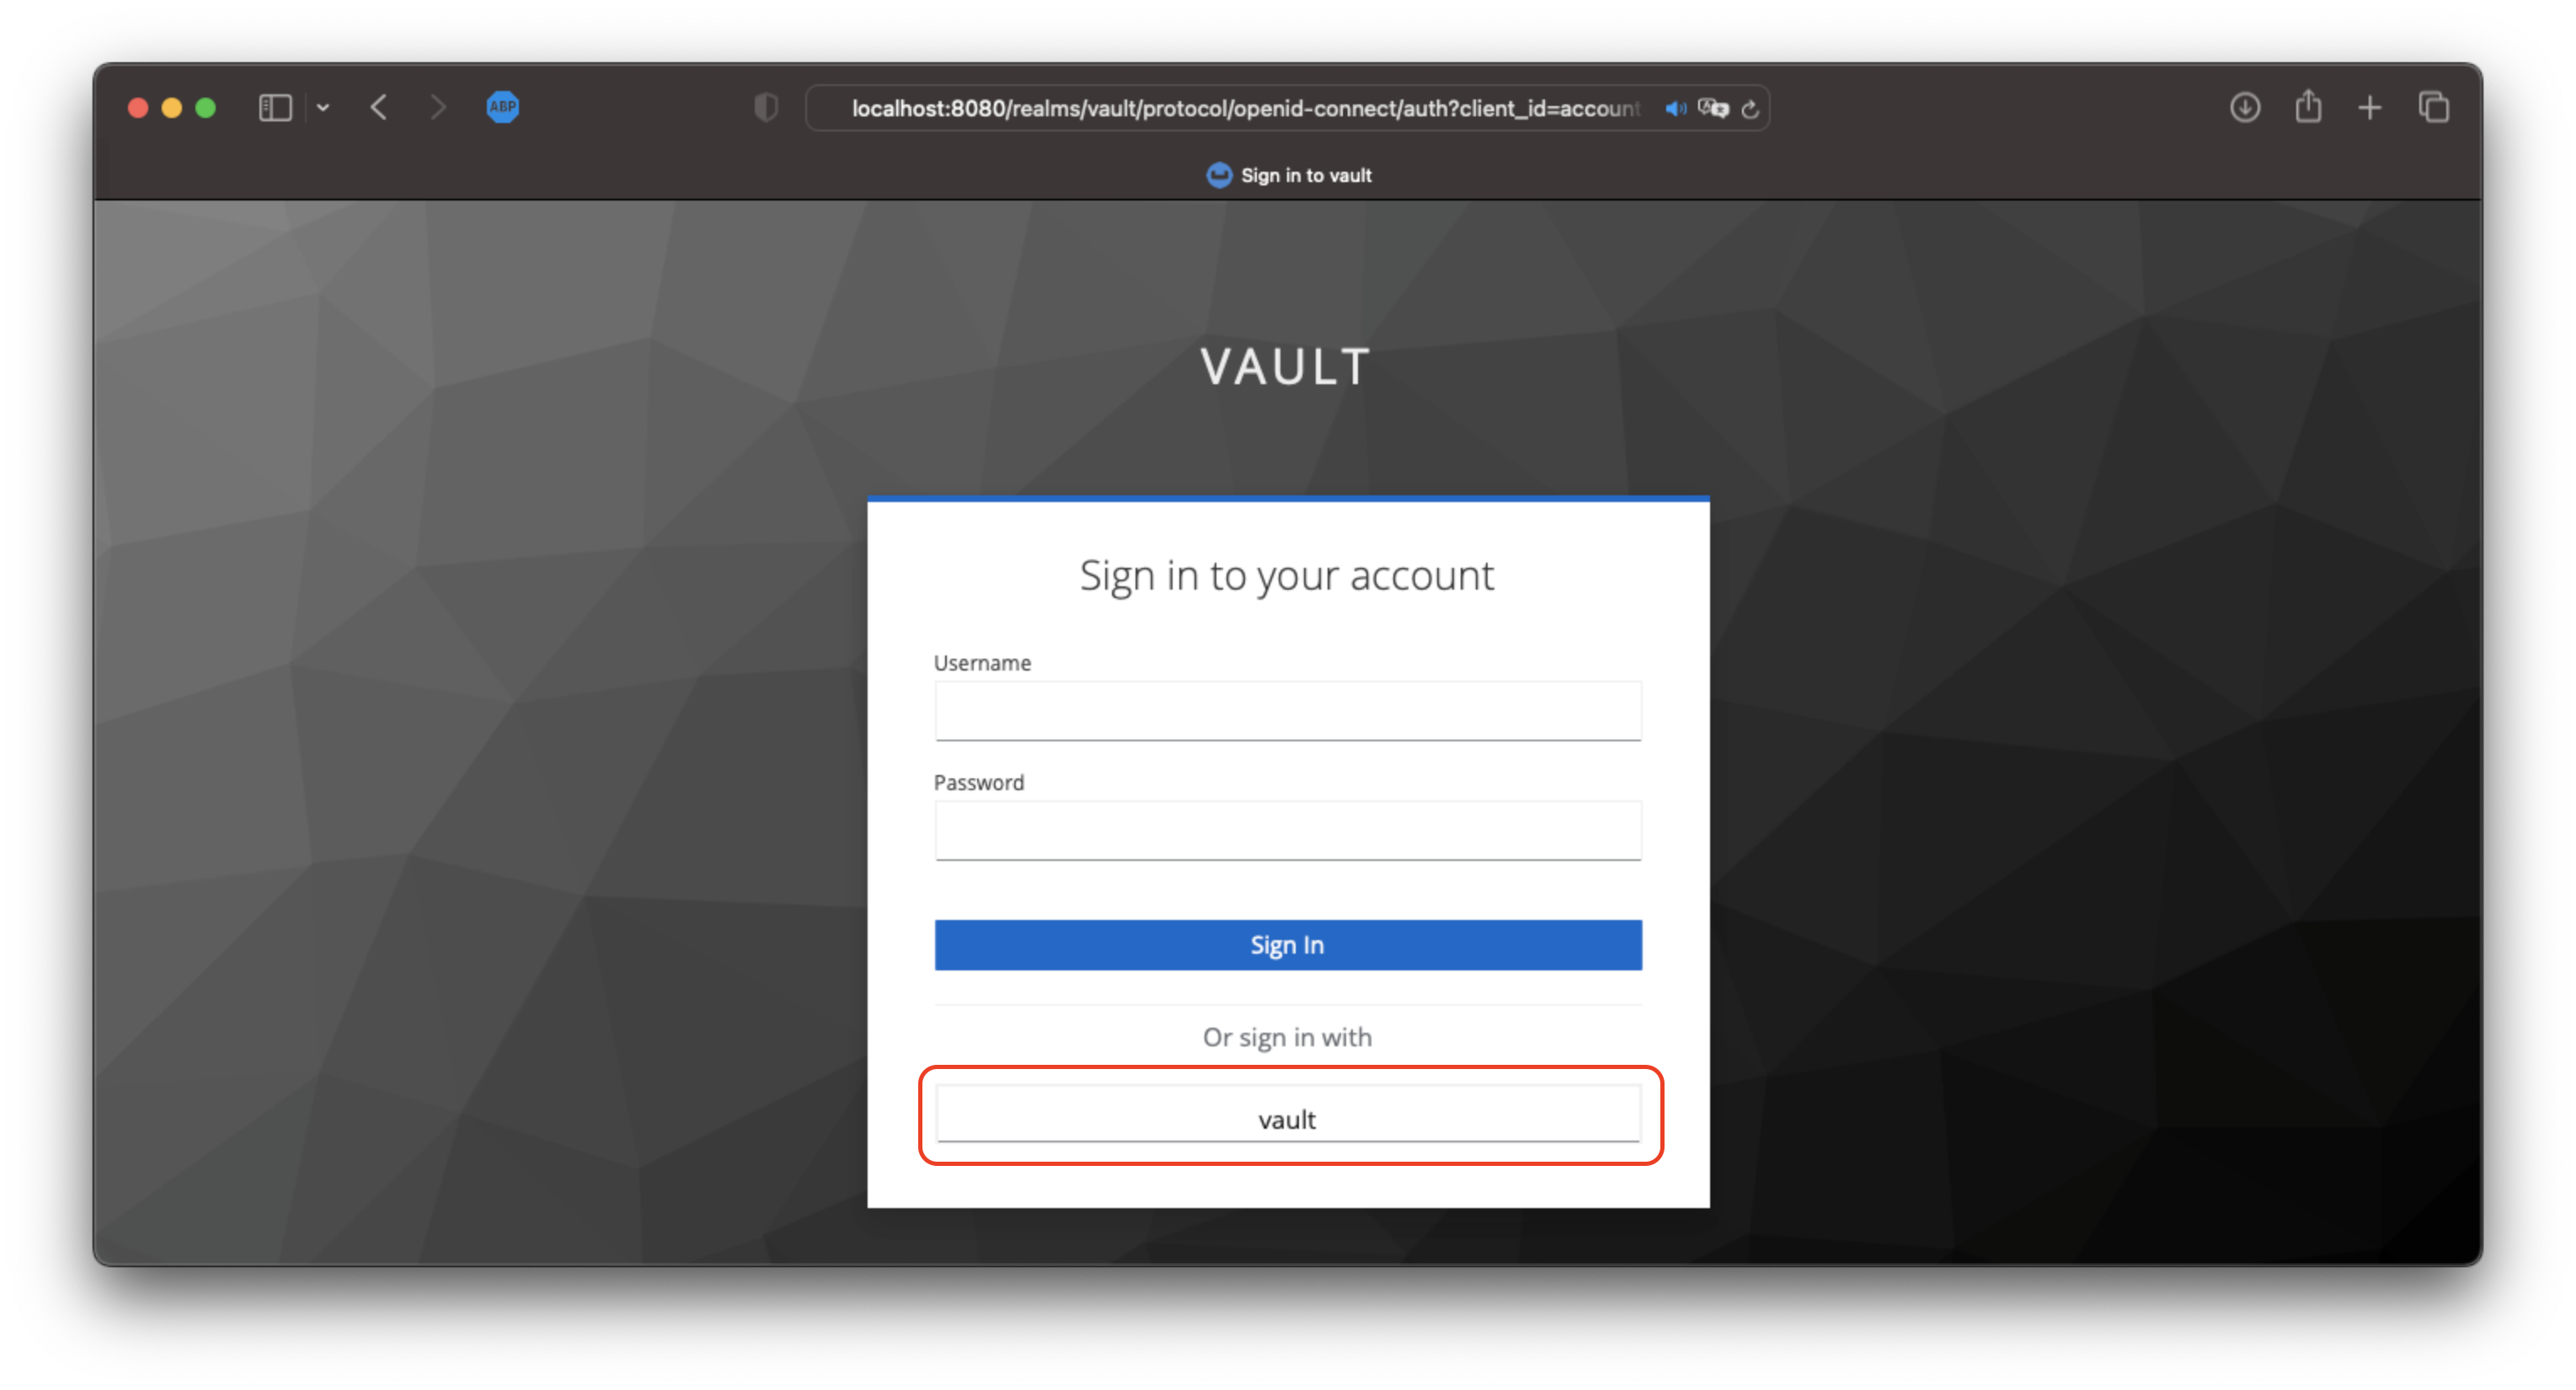 ABP
localhost:8080/realms/vault/protocol/openid-connect/auth?client_id=account
Sign in to vault
VAULT
Sign in to your account
Username
Password
Sign In
Or sign in with
vault